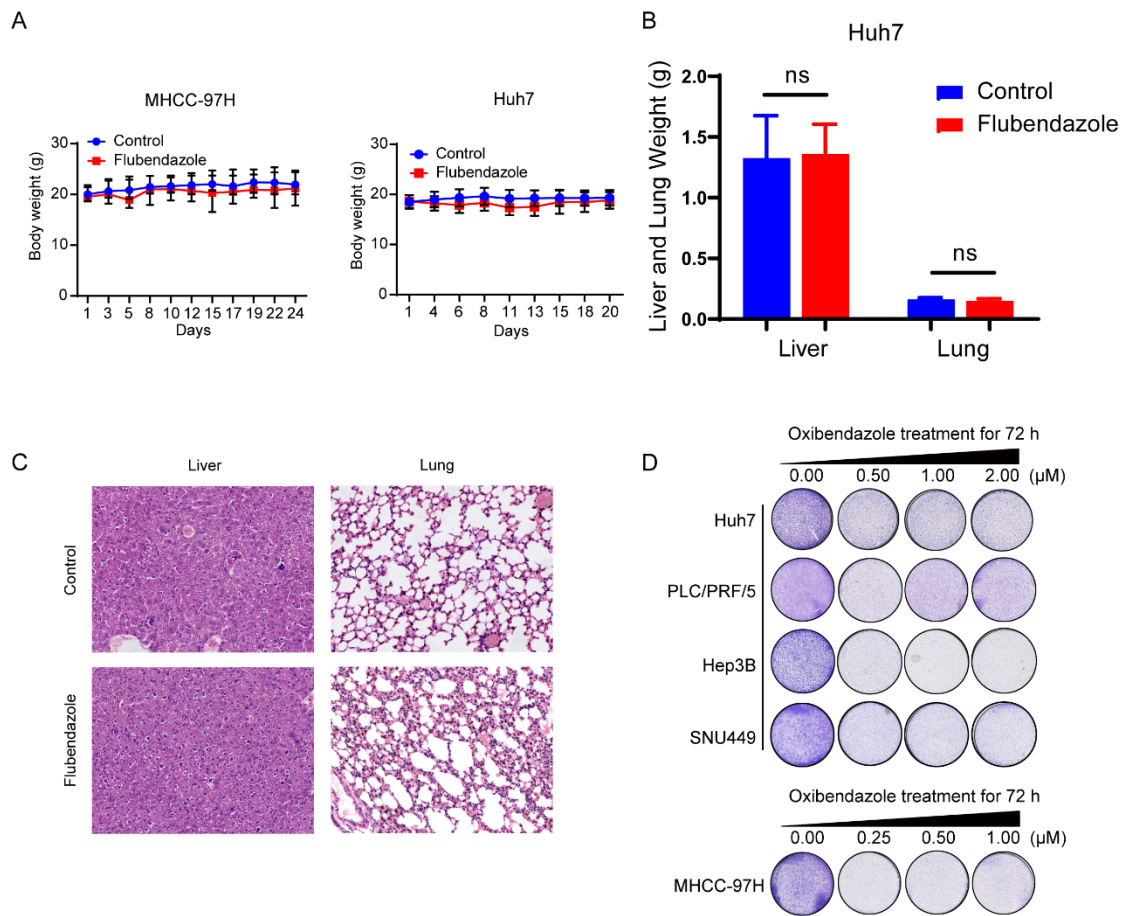 A
MHCC-97H
Control
Flubendazole
Body weight (g)
30
20
10
0
1 3 5 8 10 12 15 17 19 22 24
Days
Huh7
Control
Flubendazole
Body weight (g)
30
20
10
0
1 4 6 8 11 13 15 18 20
Days
B
Huh7
Liver and Lung Weight (g)
2.0
1.5
1.0
0.5
0.0
ns
ns
Control
Flubendazole
Liver Lung
C
Liver Lung
Control
Flubendazole
D
Oxibendazole treatment for 72 h
0.00 0.50 1.00 2.00 (μM)
Huh7
PLC/PRF/5
Hep3B
SNU449
Oxibendazole treatment for 72 h
0.00 0.25 0.50 1.00 (μM)
MHCC-97H